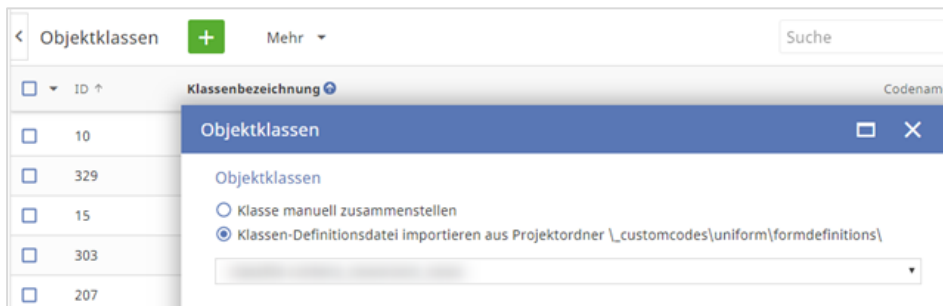 Objektklassen + Mehr Suche
ID ↑ Klassenbezeichnung Codenam
10
329
15
303
207
Objektklassen
Objektklassen
Klasse manuell zusammenstellen
Klassen-Definitionsdatei importieren aus Projektordner \_customcodes\uniform\formdefinitions\